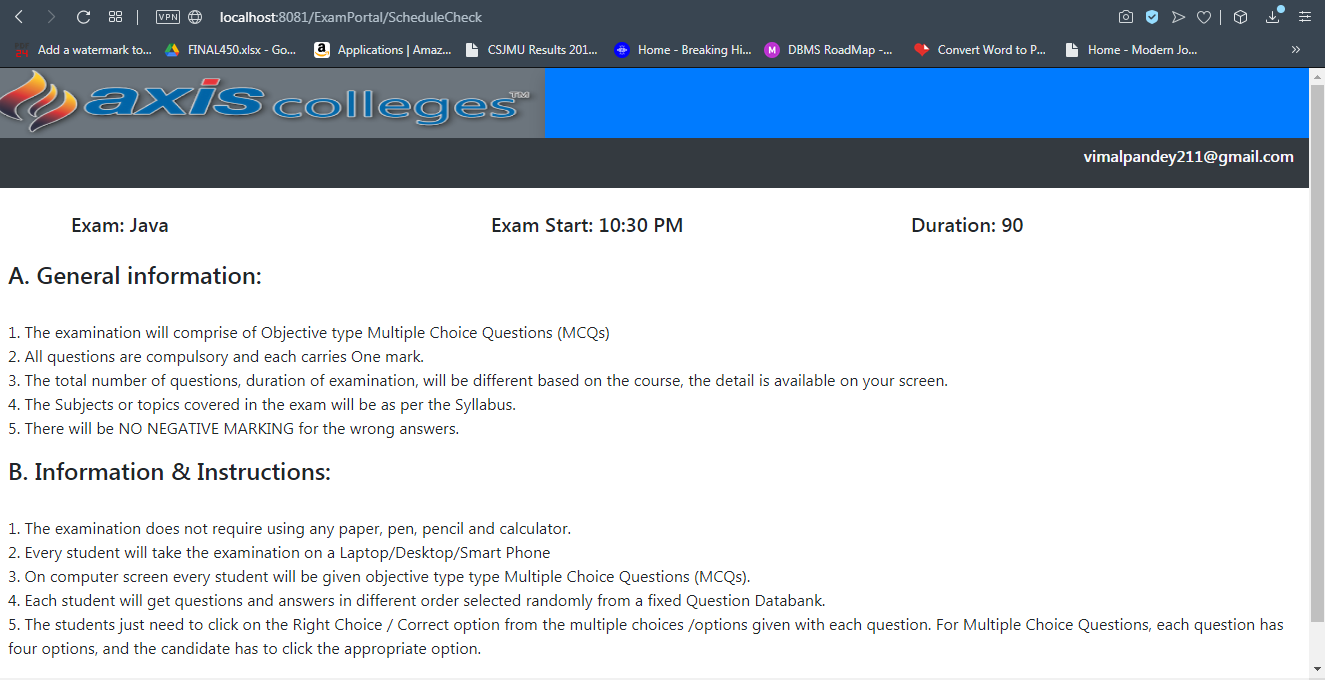 VPN localhost:8081/ExamPortal/ScheduleCheck
Add a watermark to... FINAL450.xlsx - Go... a Applications | Amaz... CSJMU Results 201... Home - Breaking Hi... M DBMS RoadMap -... Convert Word to P... Home - Modern Jo... »
axis colleges™
vimalpandey211@gmail.com
Exam: Java Exam Start: 10:30 PM Duration: 90
A. General information:
1. The examination will comprise of Objective type Multiple Choice Questions (MCQs)
2. All questions are compulsory and each carries One mark.
3. The total number of questions, duration of examination, will be different based on the course, the detail is available on your screen.
4. The Subjects or topics covered in the exam will be as per the Syllabus.
5. There will be NO NEGATIVE MARKING for the wrong answers.
B. Information & Instructions:
1. The examination does not require using any paper, pen, pencil and calculator.
2. Every student will take the examination on a Laptop/Desktop/Smart Phone
3. On computer screen every student will be given objective type type Multiple Choice Questions (MCQs).
4. Each student will get questions and answers in different order selected randomly from a fixed Question Databank.
5. The students just need to click on the Right Choice / Correct option from the multiple choices /options given with each question. For Multiple Choice Questions, each question has
four options, and the candidate has to click the appropriate option.